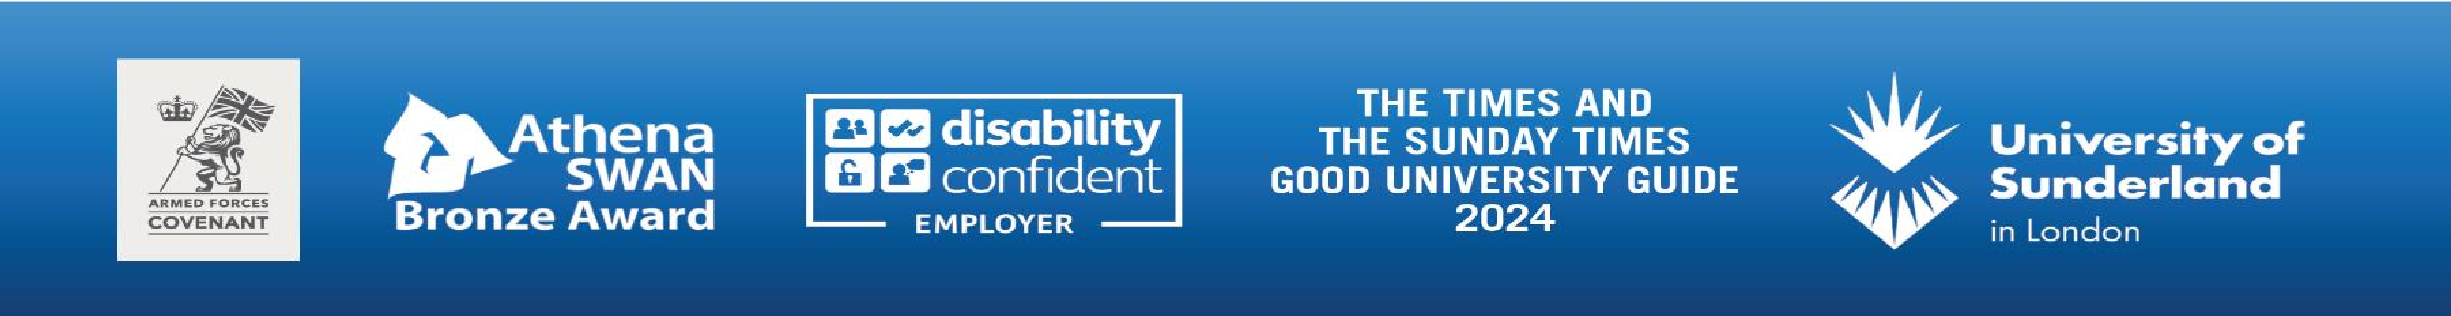 ARMED FORCES
COVENANT
Athena
SWAN
Bronze Award
disability
confident
EMPLOYER
THE TIMES AND
THE SUNDAY TIMES
GOOD UNIVERSITY GUIDE
2024
University of
Sunderland
in London